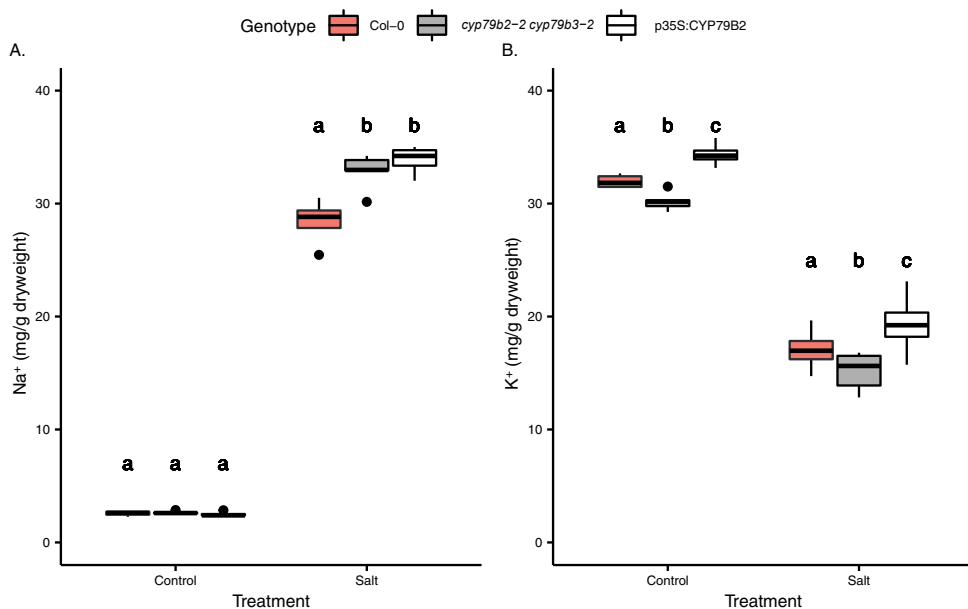 Genotype Col−0 cyp79b2−2 cyp79b3−2 p35S:CYP79B2
A.
40
30
20
10
0
Na⁺ (mg/g dryweight)
a b b
a a a
Control Salt
Treatment
B.
40
30
20
10
0
K⁺ (mg/g dryweight)
a b c
a b c
Control Salt
Treatment